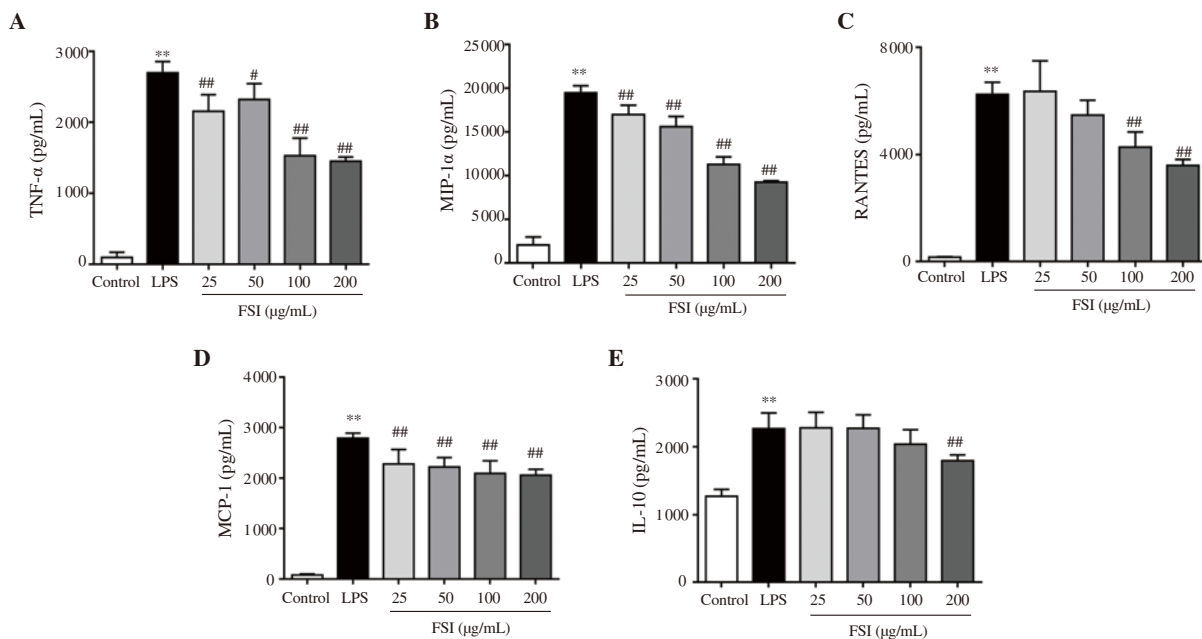 A
TNF-α (pg/mL)
3000
2000
1000
0
**
##
#
##
##
Control LPS 25 50 100 200
FSI (μg/mL)
B
MIP-1α (pg/mL)
25000
20000
15000
10000
5000
0
**
##
##
##
##
Control LPS 25 50 100 200
FSI (μg/mL)
C
RANTES (pg/mL)
8000
4000
0
**
##
##
Control LPS 25 50 100 200
FSI (μg/mL)
D
MCP-1 (pg/mL)
4000
3000
2000
1000
0
**
##
##
##
##
Control LPS 25 50 100 200
FSI (μg/mL)
E
IL-10 (pg/mL)
3000
2000
1000
0
**
##
Control LPS 25 50 100 200
FSI (μg/mL)